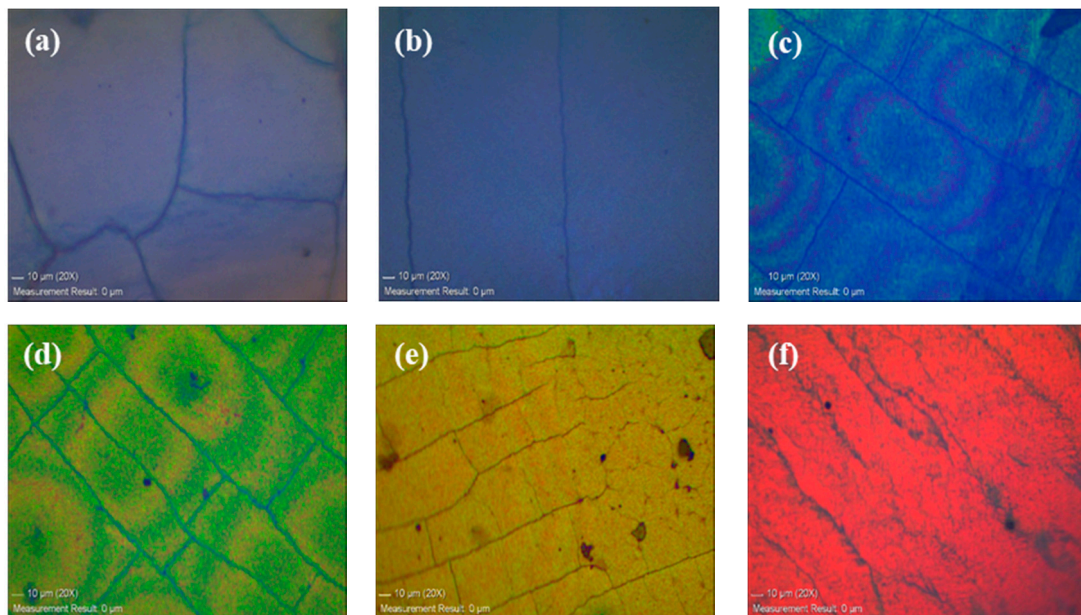 (a)
10 µm (20X)
Measurement Result: 0 µm
(b)
10 µm (20X)
Measurement Result: 0 µm
(c)
10 µm (20X)
Measurement Result: 0 µm
(d)
10 µm (20X)
Measurement Result: 0 µm
(e)
10 µm (20X)
Measurement Result: 0 µm
(f)
10 µm (20X)
Measurement Result: 0 µm